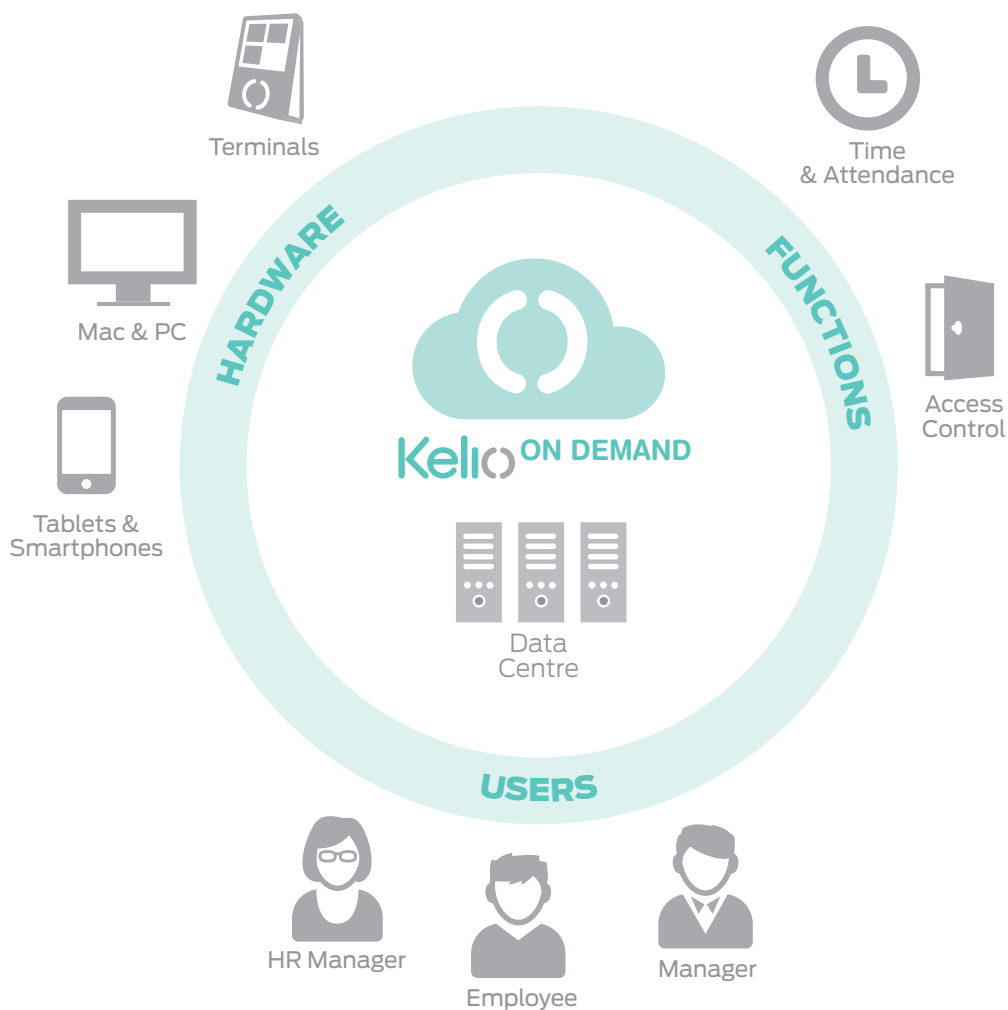 Terminals
Time
& Attendance
HARDWARE
FUNCTIONS
Mac & PC
Access
Control
Kelio ON DEMAND
Tablets &
Smartphones
Data
Centre
USERS
HR Manager
Employee
Manager